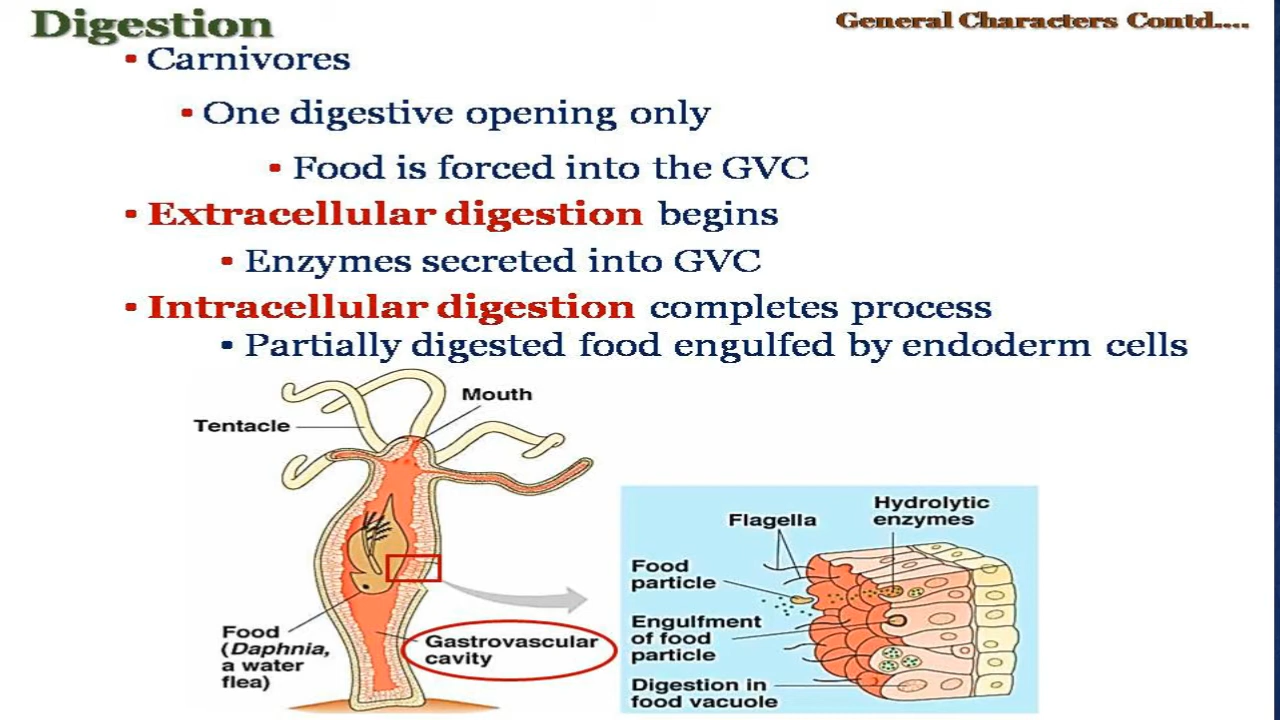 Digestion
General Characters Contd....
▪ Carnivores
▪ One digestive opening only
▪ Food is forced into the GVC
▪ Extracellular digestion begins
▪ Enzymes secreted into GVC
▪ Intracellular digestion completes process
▪ Partially digested food engulfed by endoderm cells
Mouth
Tentacle
Food
(Daphnia,
a water
flea)
Gastrovascular
cavity
Flagella
Hydrolytic
enzymes
Food
particle
Engulfment
of food
particle
Digestion in
food vacuole